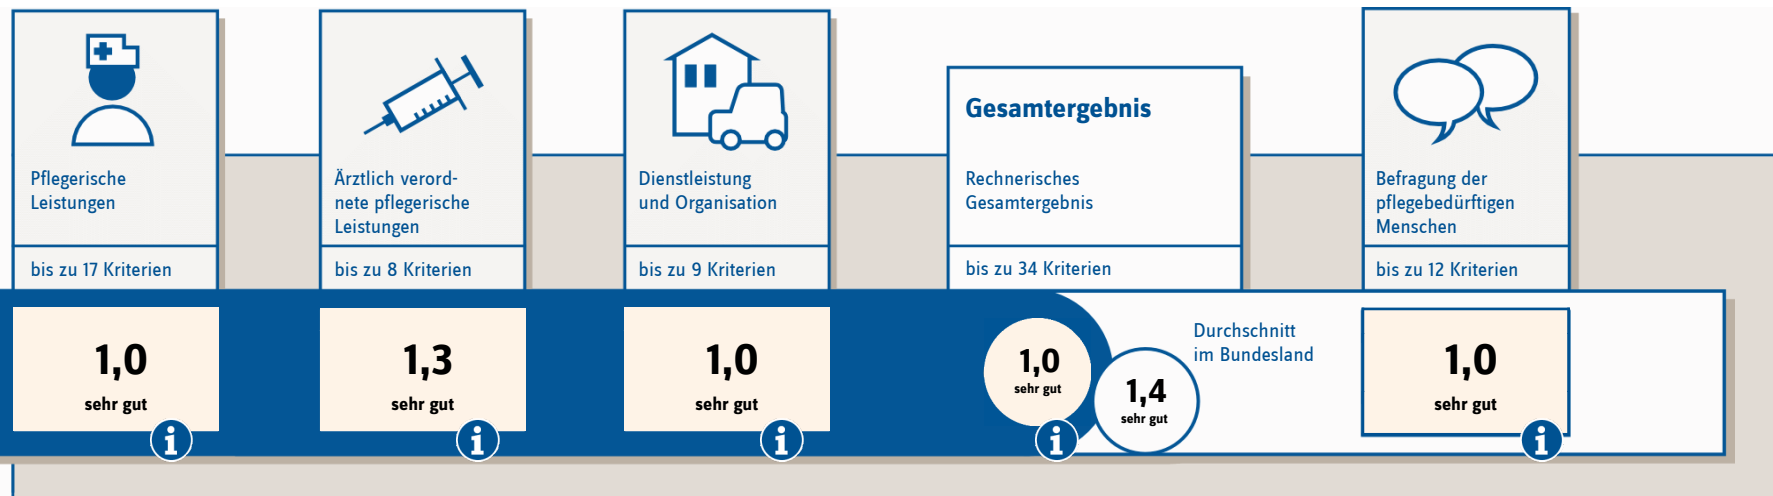 Pflegerische
Leistungen
bis zu 17 Kriterien
1,0
sehr gut
i
Ärztlich verord-
nete pflegerische
Leistungen
bis zu 8 Kriterien
1,3
sehr gut
i
Dienstleistung
und Organisation
bis zu 9 Kriterien
1,0
sehr gut
i
Gesamtergebnis
Rechnerisches
Gesamtergebnis
bis zu 34 Kriterien
1,0
sehr gut
i
Durchschnitt
im Bundesland
1,4
sehr gut
Befragung der
pflegebedürftigen
Menschen
bis zu 12 Kriterien
1,0
sehr gut
i